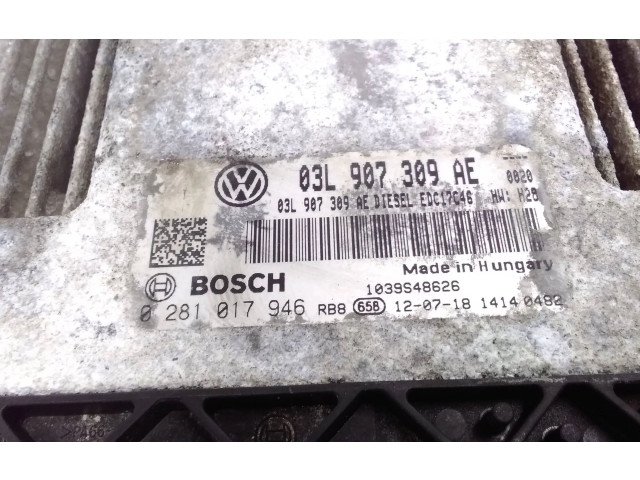 03L 907 309 AE
0020
03L 907 309 AE DIESEL EDC17C46 HW:
Made in Hungary
BOSCH
1039S48626
0 281 017 946 RB8 658 12-07-18 1414 0482